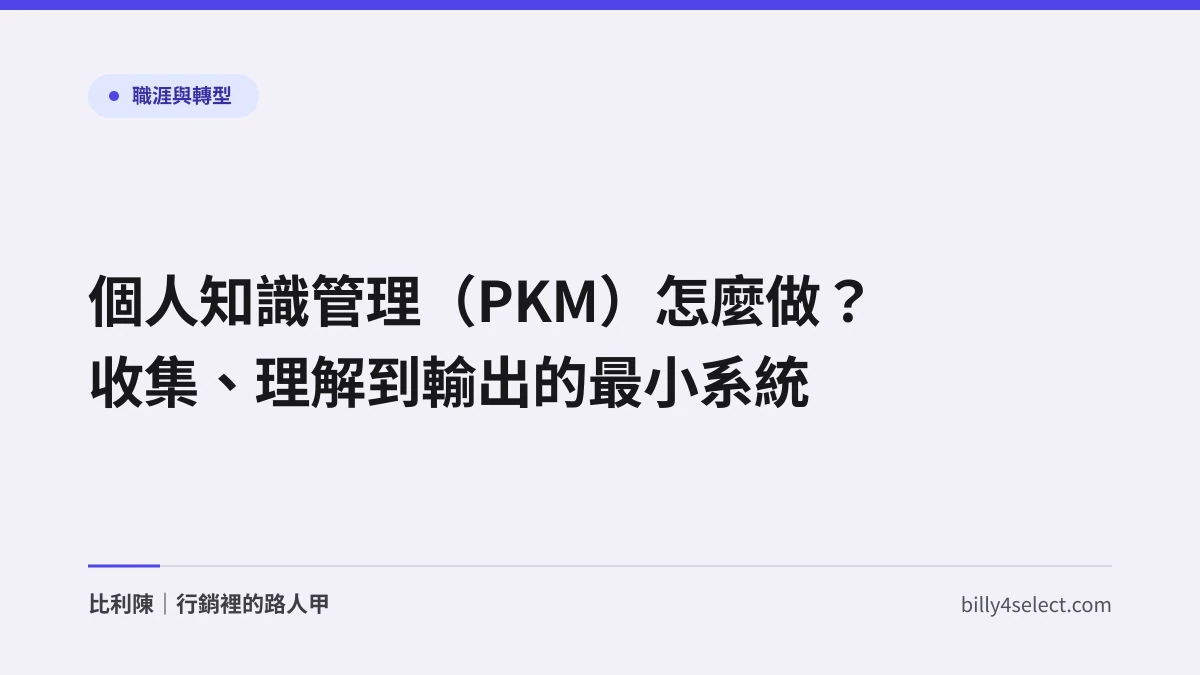 職涯與轉型
個人知識管理（PKM）怎麼做？
收集、理解到輸出的最小系統
比利陳｜行銷裡的路人甲
billy4select.com